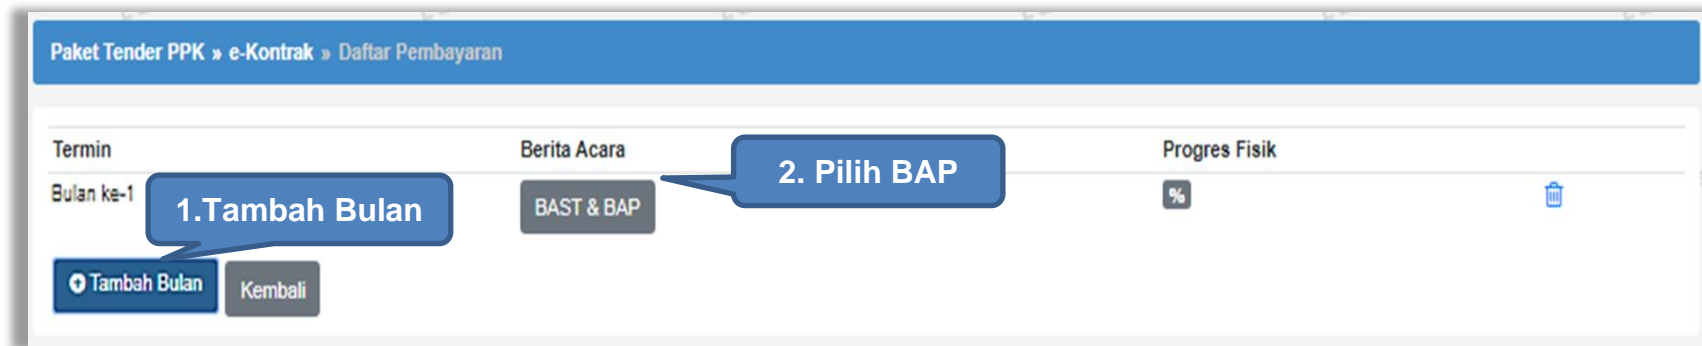 Paket Tender PPK » e-Kontrak » Daftar Pembayaran
Termin Berita Acara Progres Fisik
2. Pilih BAP
Bulan ke-1 BAST & BAP %
1.Tambah Bulan
Tambah Bulan Kembali